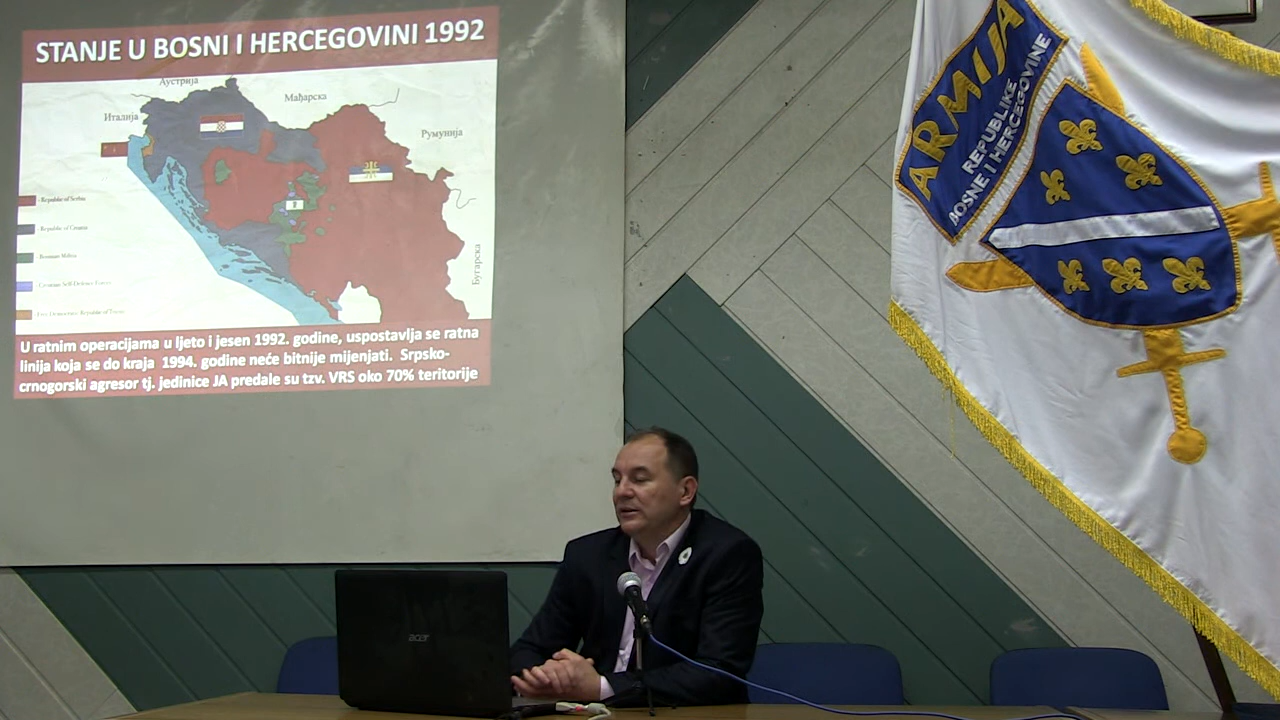 STANJE U BOSNI I HERCEGOVINI 1992
Аустрија
Мађарска
Италија
Румунија
Бугарска
- Republic of Serbia
- Republic of Croatia
- Bosnian Militia
U ratnim operacijama u ljeto i jesen 1992. godine, uspostavlja se ratna
linija koja se do kraja 1994. godine neće bitnije mijenjati. Srpsko-
crnogorski agresor tj. jedinice JA predale su tzv. VRS oko 70% teritorije
ARMIJA
REPUBLIKE
BOSNE I HERCEGOVINE
acer